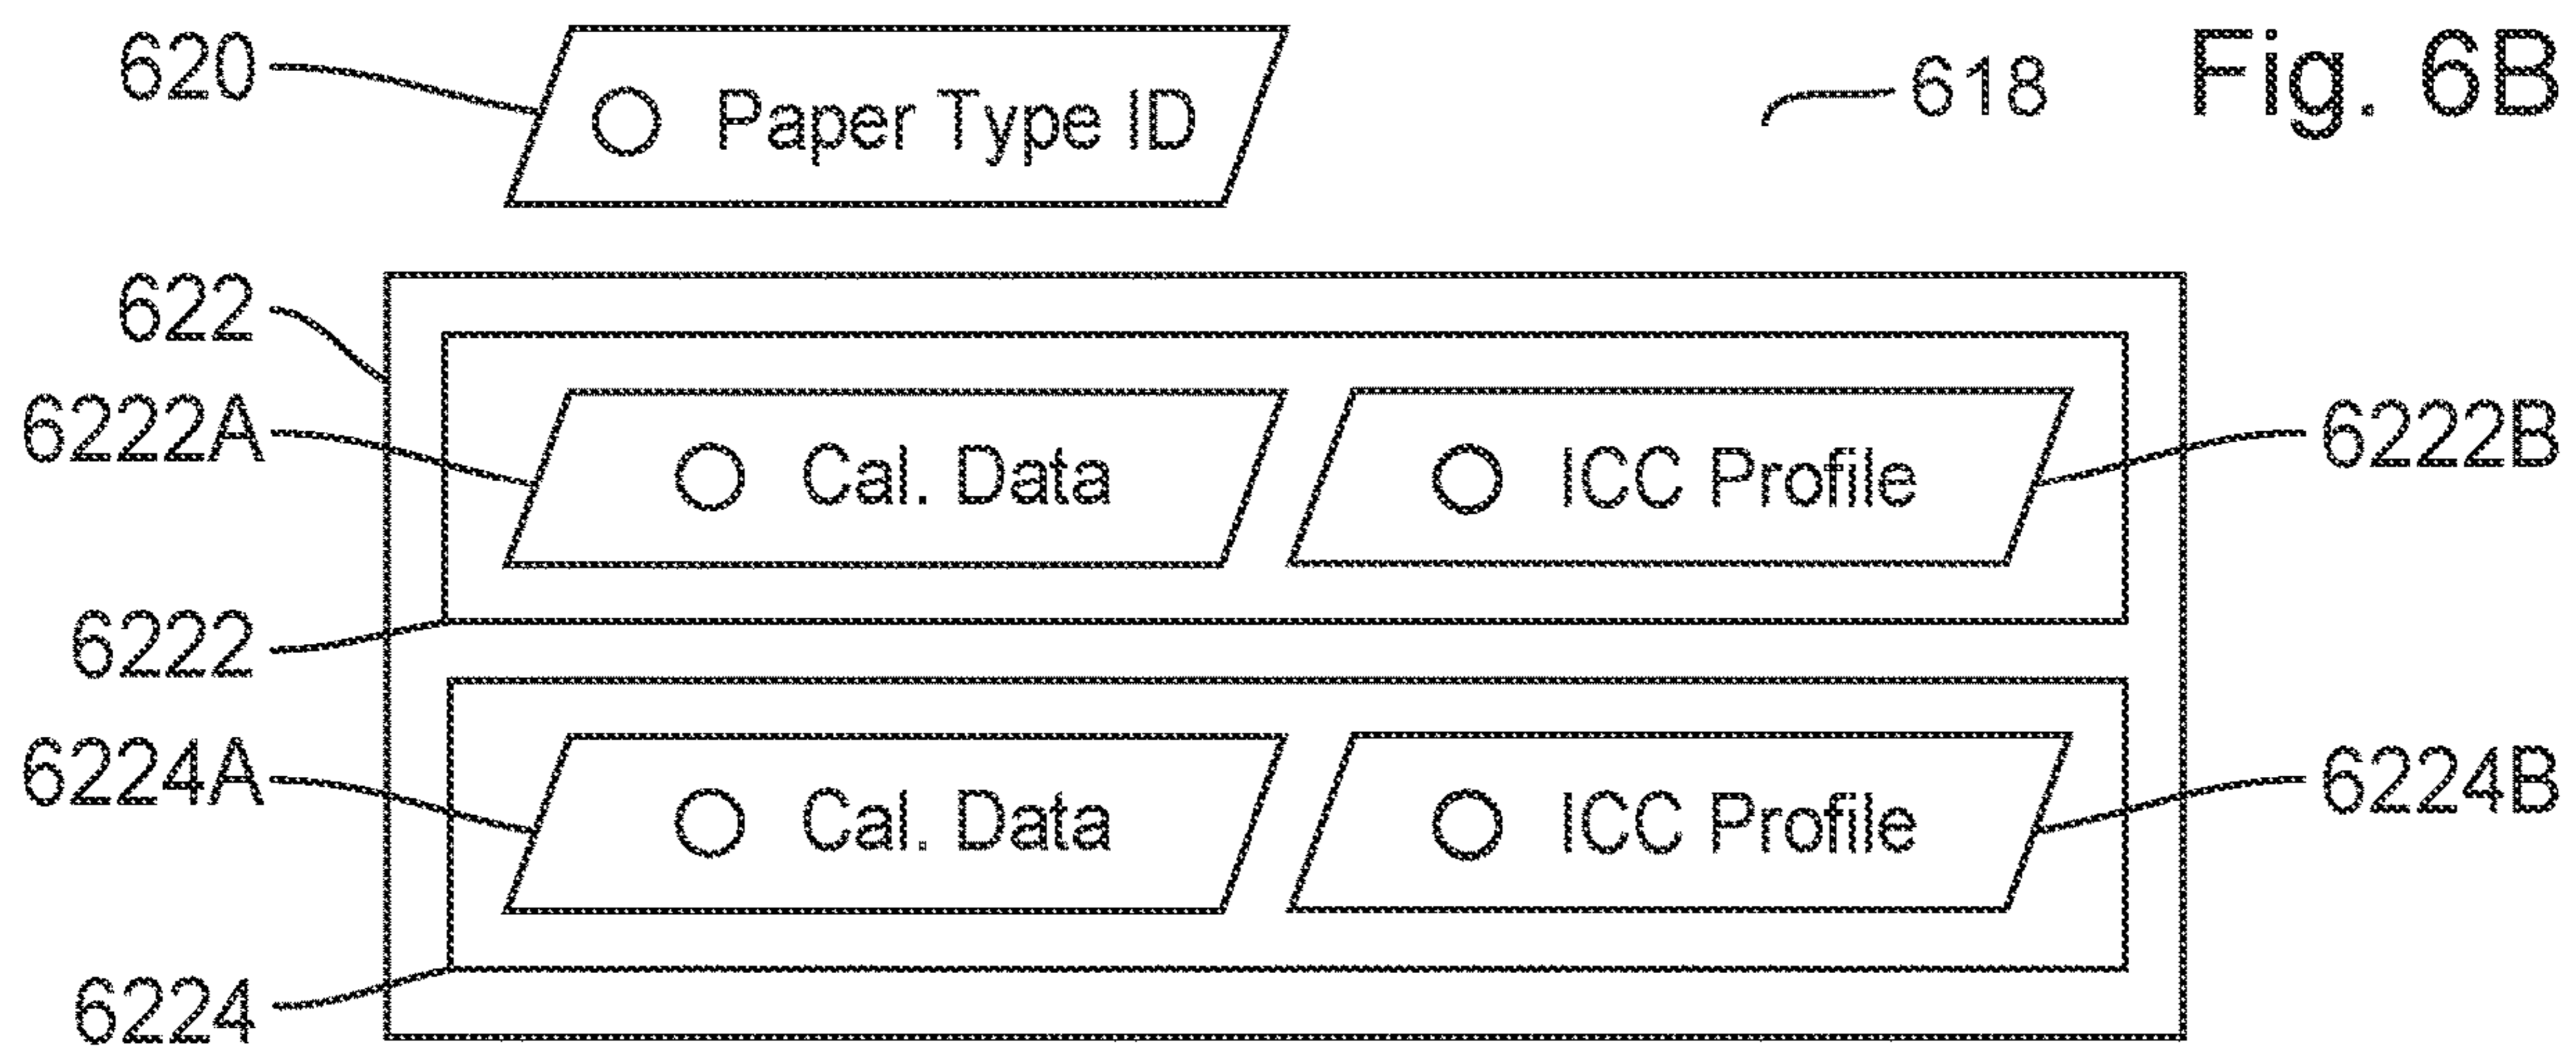 620 Paper Type ID 618 Fig. 6B
622
6222A Cal. Data ICC Profile 6222B
6222
6224A Cal. Data ICC Profile 6224B
6224